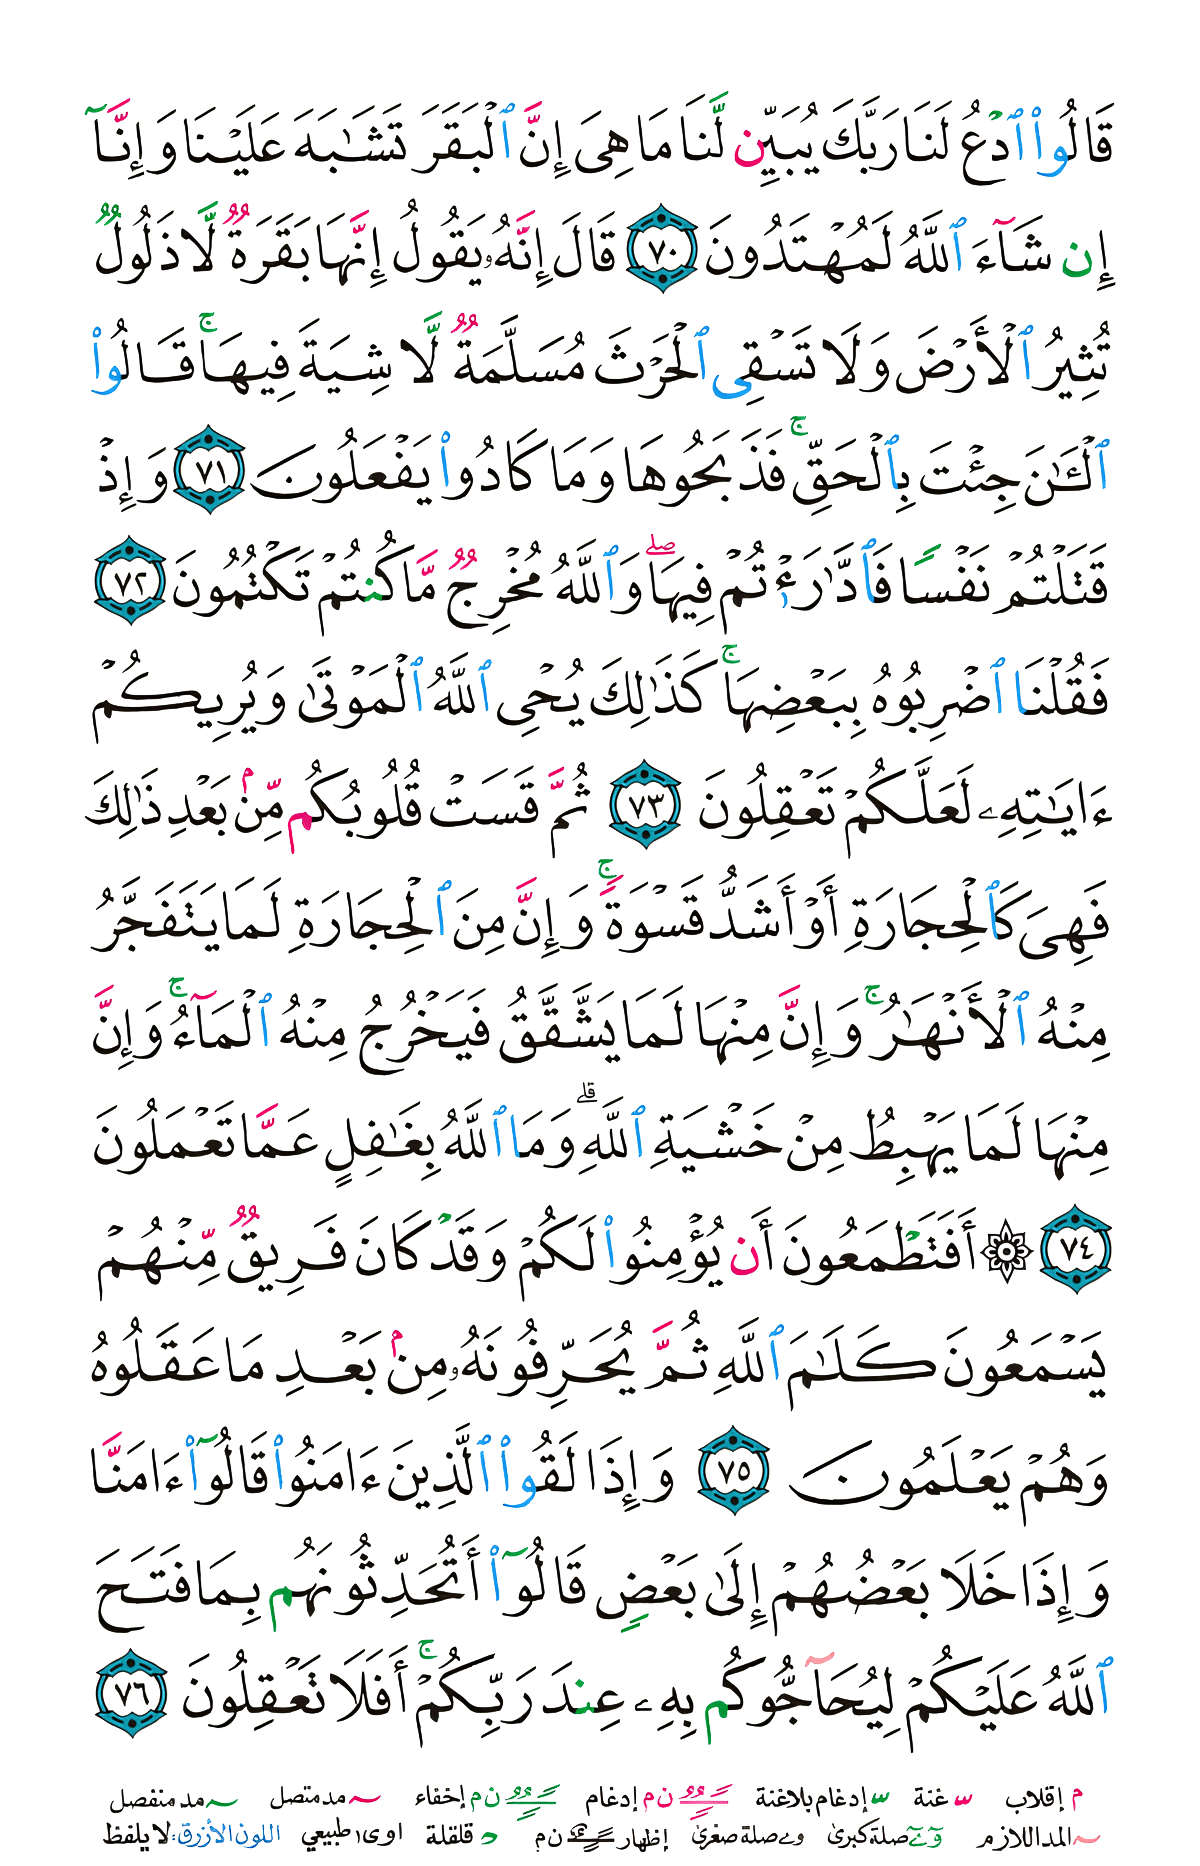 قَالُواْ ٱدۡعُ لَنَا رَبَّكَ يُبَيِّن لَّنَا مَا هِيَ إِنَّ ٱلۡبَقَرَ تَشَٰبَهَ عَلَيۡنَا وَإِنَّآ
إِن شَآءَ ٱللَّهُ لَمُهۡتَدُونَ ٧٠ قَالَ إِنَّهُۥ يَقُولُ إِنَّهَا بَقَرَةٞ لَّا ذَلُولٞ
تُثِيرُ ٱلۡأَرۡضَ وَلَا تَسۡقِي ٱلۡحَرۡثَ مُسَلَّمَةٞ لَّا شِيَةَ فِيهَاۚ قَالُواْ
ٱلۡـَٰٔنَ جِئۡتَ بِٱلۡحَقِّۚ فَذَبَحُوهَا وَمَا كَادُواْ يَفۡعَلُونَ ٧١ وَإِذۡ
قَتَلۡتُمۡ نَفۡسٗا فَٱدَّٰرَٰٔتُمۡ فِيهَاۖ وَٱللَّهُ مُخۡرِجٞ مَّا كُنتُمۡ تَكۡتُمُونَ ٧٢
فَقُلۡنَا ٱضۡرِبُوهُ بِبَعۡضِهَاۚ كَذَٰلِكَ يُحۡيِ ٱللَّهُ ٱلۡمَوۡتَىٰ وَيُرِيكُمۡ
ءَايَٰتِهِۦ لَعَلَّكُمۡ تَعۡقِلُونَ ٧٣ ثُمَّ قَسَتۡ قُلُوبُكُم مِّنۢ بَعۡدِ ذَٰلِكَ
فَهِيَ كَٱلۡحِجَارَةِ أَوۡ أَشَدُّ قَسۡوَةٗۚ وَإِنَّ مِنَ ٱلۡحِجَارَةِ لَمَا يَتَفَجَّرُ
مِنۡهُ ٱلۡأَنۡهَٰرُۚ وَإِنَّ مِنۡهَا لَمَا يَشَّقَّقُ فَيَخۡرُجُ مِنۡهُ ٱلۡمَآءُۚ وَإِنَّ
مِنۡهَا لَمَا يَهۡبِطُ مِنۡ خَشۡيَةِ ٱللَّهِۗ وَمَا ٱللَّهُ بِغَٰفِلٍ عَمَّا تَعۡمَلُونَ
٧٤ ۞ أَفَتَطۡمَعُونَ أَن يُؤۡمِنُواْ لَكُمۡ وَقَدۡ كَانَ فَرِيقٞ مِّنۡهُمۡ
يَسۡمَعُونَ كَلَٰمَ ٱللَّهِ ثُمَّ يُحَرِّفُونَهُۥ مِنۢ بَعۡدِ مَا عَقَلُوهُ
وَهُمۡ يَعۡلَمُونَ ٧٥ وَإِذَا لَقُواْ ٱلَّذِينَ ءَامَنُواْ قَالُوٓاْ ءَامَنَّا
وَإِذَا خَلَا بَعۡضُهُمۡ إِلَىٰ بَعۡضٖ قَالُوٓاْ أَتُحَدِّثُونَهُم بِمَا فَتَحَ
ٱللَّهُ عَلَيۡكُمۡ لِيُحَآجُّوكُم بِهِۦ عِندَ رَبِّكُمۡۚ أَفَلَا تَعۡقِلُونَ ٧٦
م إقلاب ّ غنة ّ إدغام بلاغنة ن م إدغام ن م إخفاء ~ مد متصل ~ مد منفصل
~ المد اللازم وٓ ےٓ صلة كبرى و ے صلة صغرى إظهار ن م قلقلة ا و ى طبيعي اللون الأزرق: لا يلفظ